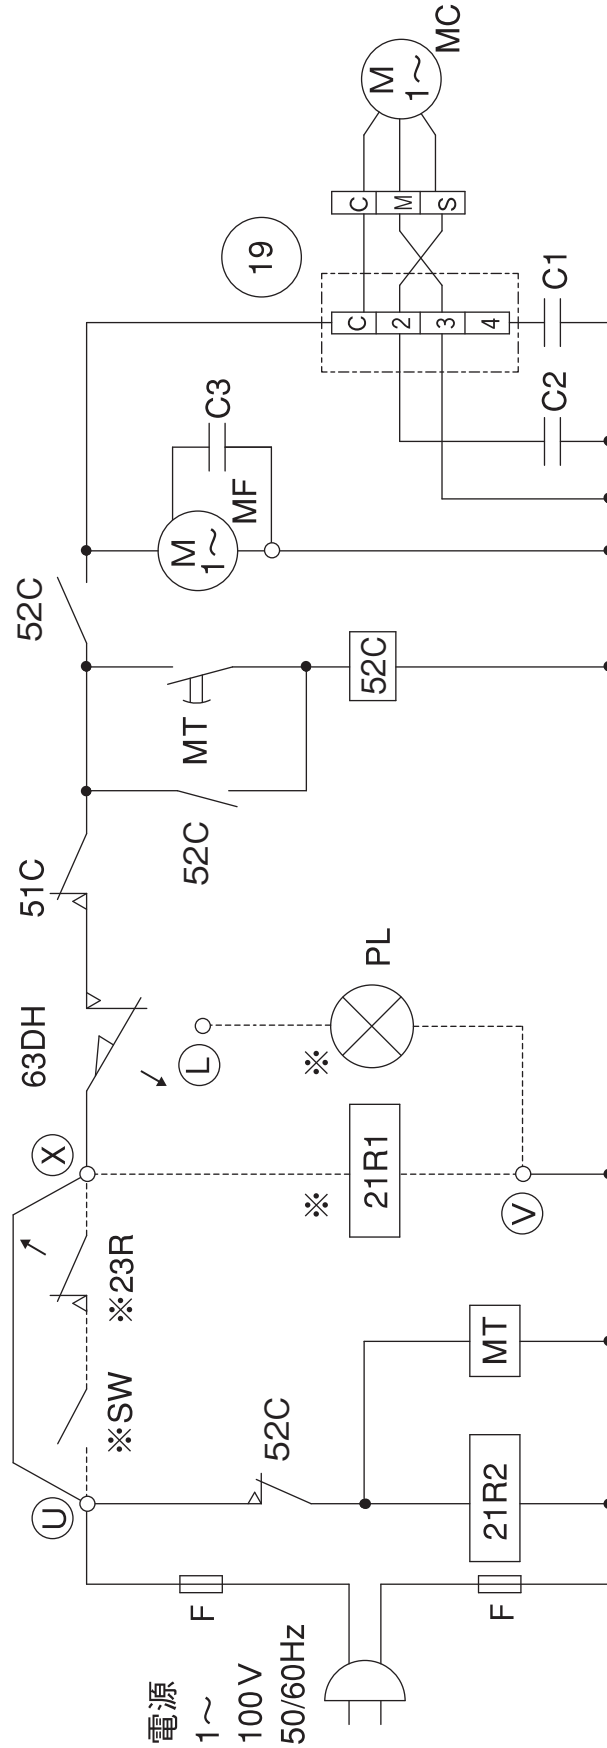 電源
1～
100V
50/60Hz
F
F
U
※SW
※23R
X
63DH
51C
52C
52C
21R2
MT
※
21R1
V
L
※
PL
52C
MT
52C
M
1～
MF
C3
19
C
2
3
4
C2
C1
C
M
S
M
1～
MC